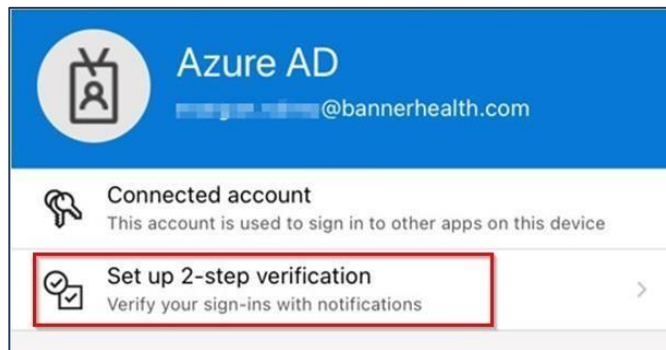 Azure AD
@bannerhealth.com
Connected account
This account is used to sign in to other apps on this device
Set up 2-step verification
Verify your sign-ins with notifications